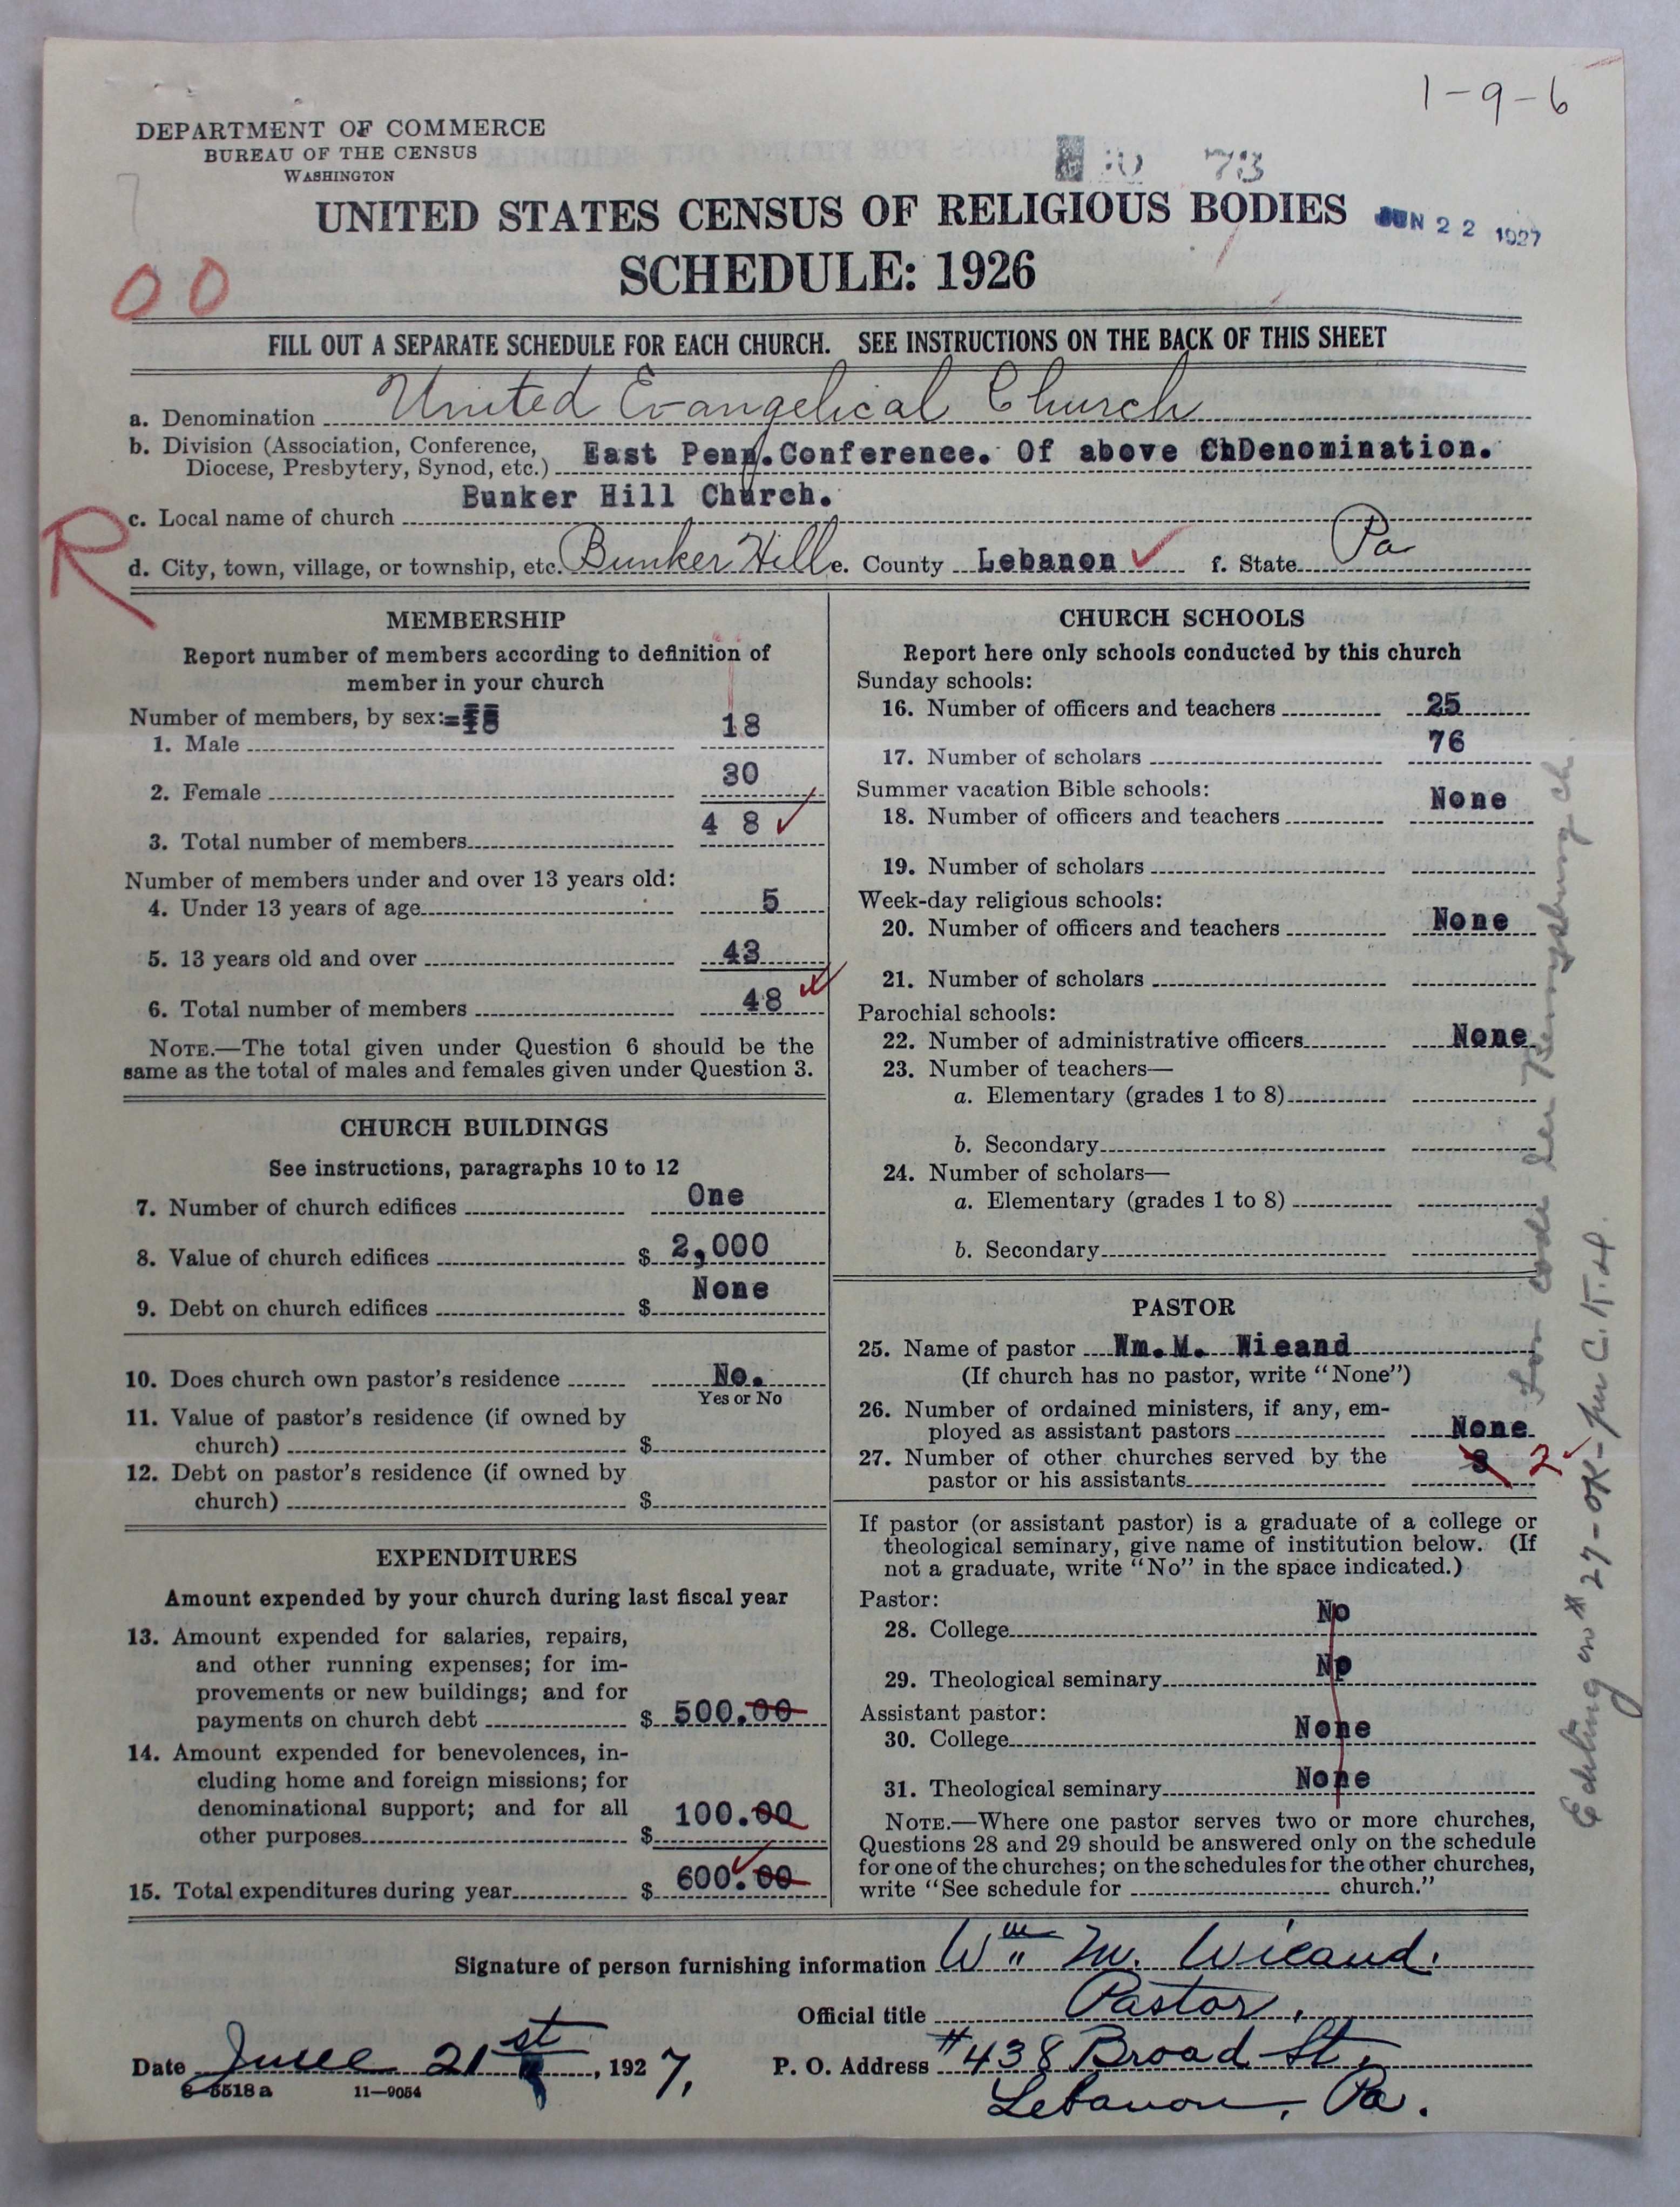 1-9-6
DEPARTMENT OF COMMERCE
BUREAU OF THE CENSUS
WASHINGTON
73
UNITED STATES CENSUS OF RELIGIOUS BODIES
JUN 22 1927
SCHEDULE: 1926
00
FILL OUT A SEPARATE SCHEDULE FOR EACH CHURCH. SEE INSTRUCTIONS ON THE BACK OF THIS SHEET
a. Denomination United Evangelical Church
b. Division (Association, Conference,
Diocese, Presbytery, Synod, etc.) East Penn.Conference. Of above ChDenomination.
c. Local name of church Bunker Hill Church.
R
d. City, town, village, or township, etc. Bunker Hill e. County Lebanon ✓ f. State Pa
MEMBERSHIP
Report number of members according to definition of
member in your church
Number of members, by sex:
1. Male 18
2. Female 30
3. Total number of members 4 8 ✓
Number of members under and over 13 years old:
4. Under 13 years of age 5
5. 13 years old and over 43
6. Total number of members 48 ✓
NOTE.—The total given under Question 6 should be the
same as the total of males and females given under Question 3.
CHURCH BUILDINGS
See instructions, paragraphs 10 to 12
7. Number of church edifices One
8. Value of church edifices $ 2,000
9. Debt on church edifices $ None
10. Does church own pastor's residence No.
Yes or No
11. Value of pastor's residence (if owned by
church) $
12. Debt on pastor's residence (if owned by
church) $
EXPENDITURES
Amount expended by your church during last fiscal year
13. Amount expended for salaries, repairs,
and other running expenses; for im-
provements or new buildings; and for
payments on church debt $ 500.00
14. Amount expended for benevolences, in-
cluding home and foreign missions; for
denominational support; and for all
other purposes $ 100.00
15. Total expenditures during year $ 600.00 ✓
CHURCH SCHOOLS
Report here only schools conducted by this church
Sunday schools:
16. Number of officers and teachers 25
17. Number of scholars 76
Summer vacation Bible schools:
18. Number of officers and teachers None
19. Number of scholars
Week-day religious schools:
20. Number of officers and teachers None
21. Number of scholars
Parochial schools:
22. Number of administrative officers None
23. Number of teachers—
a. Elementary (grades 1 to 8)
b. Secondary
24. Number of scholars—
a. Elementary (grades 1 to 8)
b. Secondary
PASTOR
25. Name of pastor Wm. M. Wieand
(If church has no pastor, write "None")
26. Number of ordained ministers, if any, em-
ployed as assistant pastors None
27. Number of other churches served by the
pastor or his assistants 3 2 ✓
If pastor (or assistant pastor) is a graduate of a college or
theological seminary, give name of institution below. (If
not a graduate, write "No" in the space indicated.)
Pastor:
28. College No
29. Theological seminary No
Assistant pastor:
30. College None
31. Theological seminary None
NOTE.—Where one pastor serves two or more churches,
Questions 28 and 29 should be answered only on the schedule
for one of the churches; on the schedules for the other churches,
write "See schedule for church."
For code see ch.
Editing on # 27-OK- per C.
Signature of person furnishing information Wm M. Wieand.
Official title Pastor.
Date June 21st, 1927.
P. O. Address #438 Broad St.
Lebanon, Pa.
8-5518 a 11-9054